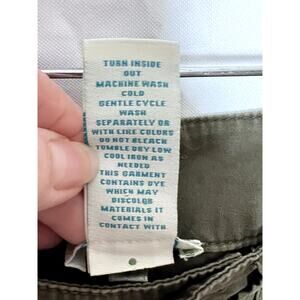 TURN INSIDE
OUT
MACHINE WASH
COLD
GENTLE CYCLE
WASH
SEPARATELY OR
WITH LIKE COLORS
DO NOT BLEACH
TUMBLE DRY LOW
COOL IRON AS
NEEDED
THIS GARMENT
CONTAINS DYE
WHICH MAY
DISCOLOR
MATERIALS IT
COMES IN
CONTACT WITH